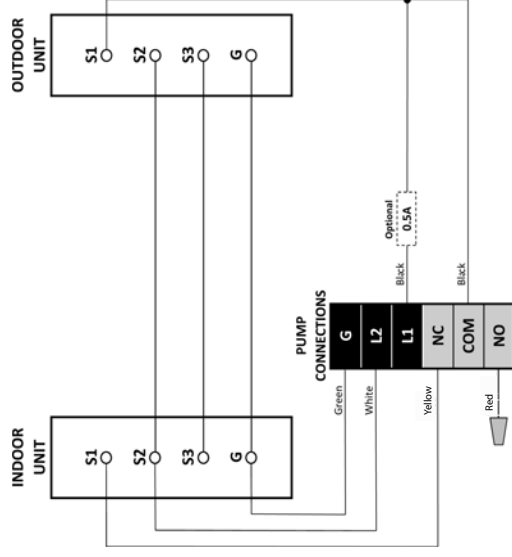 OUTDOOR
UNIT
S1
S2
S3
G
Optional
0.5A
Black
Black
PUMP
CONNECTIONS
G
L2
L1
NC
COM
NO
Green
White
Yellow
Red
INDOOR
UNIT
S1
S2
S3
G